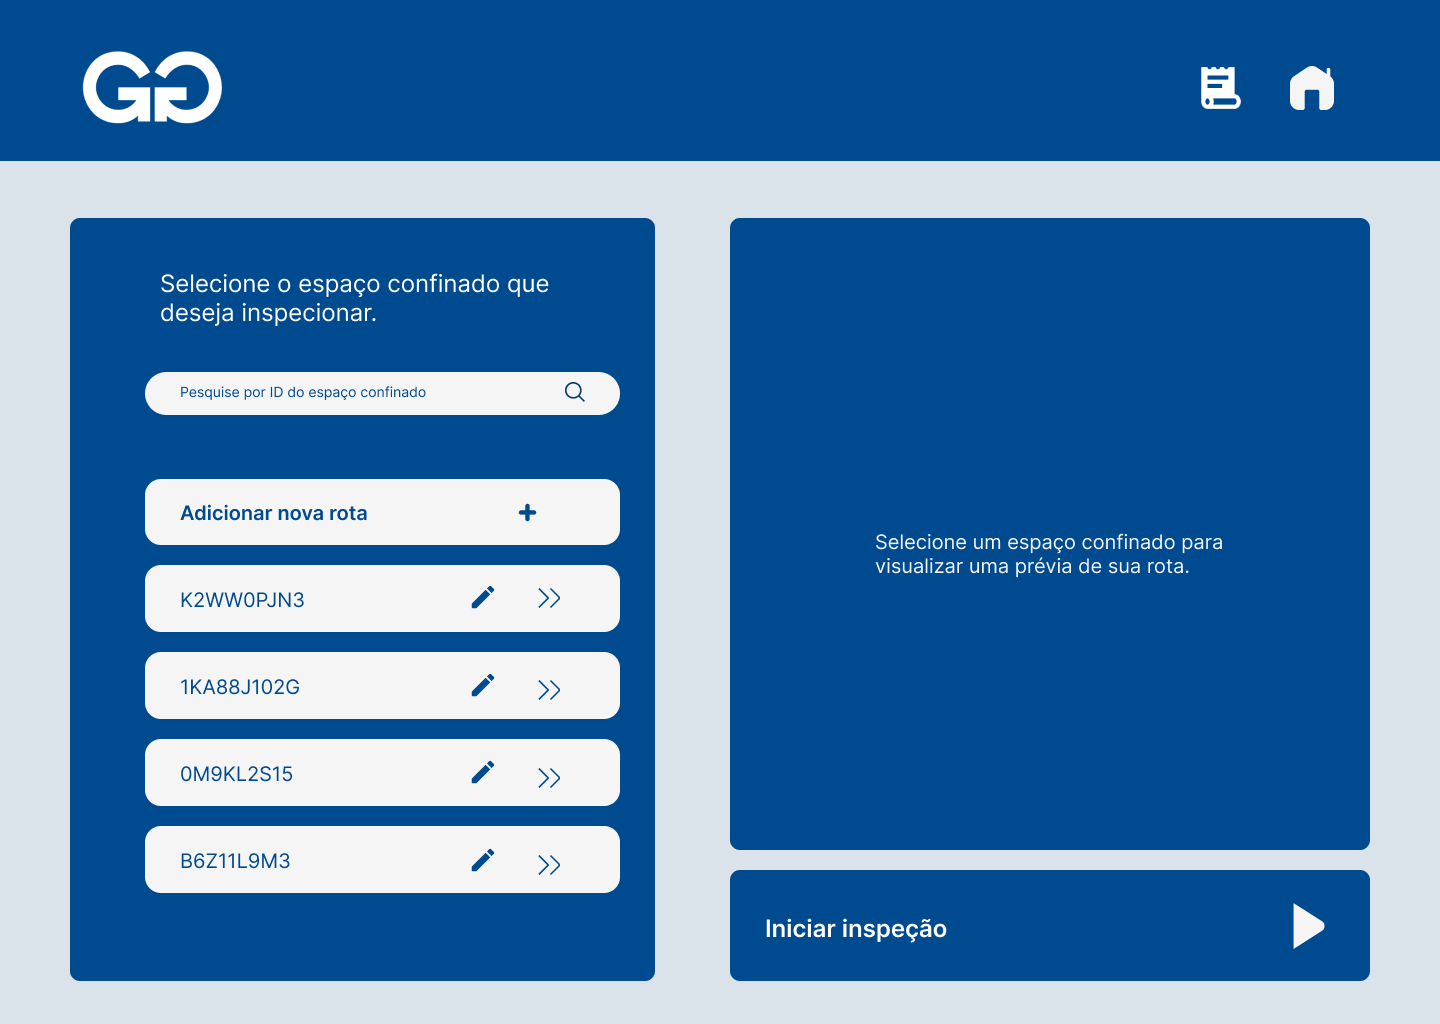 GG
Selecione o espaço confinado que
deseja inspecionar.
Pesquise por ID do espaço confinado
Adicionar nova rota
K2WW0PJN3
1KA88J102G
0M9KL2S15
B6Z11L9M3
Selecione um espaço confinado para
visualizar uma prévia de sua rota.
Iniciar inspeção